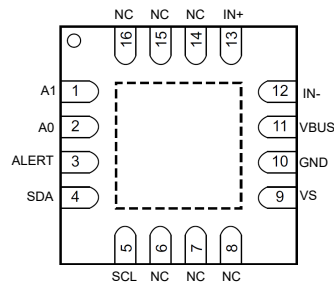 NC NC NC IN+
16 15 14 13
A1 1 12 IN-
A0 2 11 VBUS
ALERT 3 10 GND
SDA 4 9 VS
5 6 7 8
SCL NC NC NC